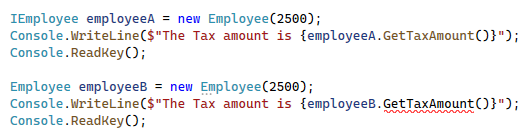 IEmployee employeeA = new Employee(2500);
Console.WriteLine($"The Tax amount is {employeeA.GetTaxAmount()}");
Console.ReadKey();
Employee employeeB = new Employee(2500);
Console.WriteLine($"The Tax amount is {employeeB.GetTaxAmount()}");
Console.ReadKey();